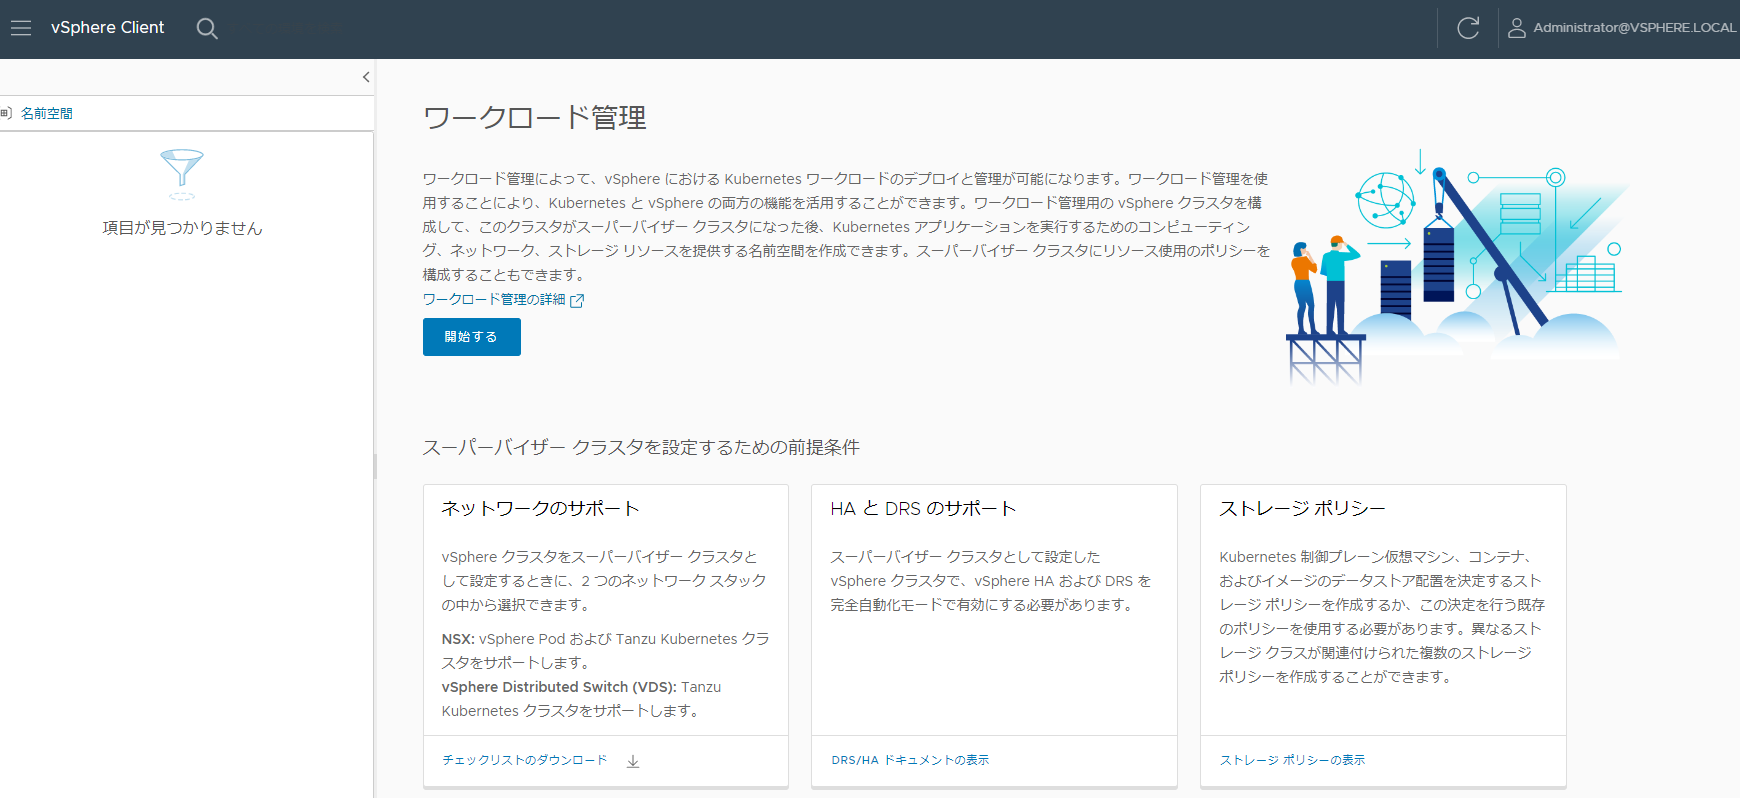 vSphere Client
Administrator@VSPHERE.LOCAL
名前空間
項目が見つかりません
ワークロード管理
ワークロード管理によって、vSphere における Kubernetes ワークロードのデプロイと管理が可能になります。ワークロード管理を使
用することにより、Kubernetes と vSphere の両方の機能を活用することができます。ワークロード管理用の vSphere クラスタを構
成して、このクラスタがスーパーバイザー クラスタになった後、Kubernetes アプリケーションを実行するためのコンピューティン
グ、ネットワーク、ストレージ リソースを提供する名前空間を作成できます。スーパーバイザー クラスタにリソース使用のポリシーを
構成することもできます。
ワークロード管理の詳細
開始する
スーパーバイザー クラスタを設定するための前提条件
ネットワークのサポート
vSphere クラスタをスーパーバイザー クラスタと
して設定するときに、2 つのネットワーク スタック
の中から選択できます。
NSX: vSphere Pod および Tanzu Kubernetes クラ
スタをサポートします。
vSphere Distributed Switch (VDS): Tanzu
Kubernetes クラスタをサポートします。
チェックリストのダウンロード
HA と DRS のサポート
スーパーバイザー クラスタとして設定した
vSphere クラスタで、vSphere HA および DRS を
完全自動化モードで有効にする必要があります。
DRS/HA ドキュメントの表示
ストレージ ポリシー
Kubernetes 制御プレーン仮想マシン、コンテナ、
およびイメージのデータストア配置を決定するスト
レージ ポリシーを作成するか、この決定を行う既存
のポリシーを使用する必要があります。異なるスト
レージ クラスが関連付けられた複数のストレージ
ポリシーを作成することができます。
ストレージ ポリシーの表示